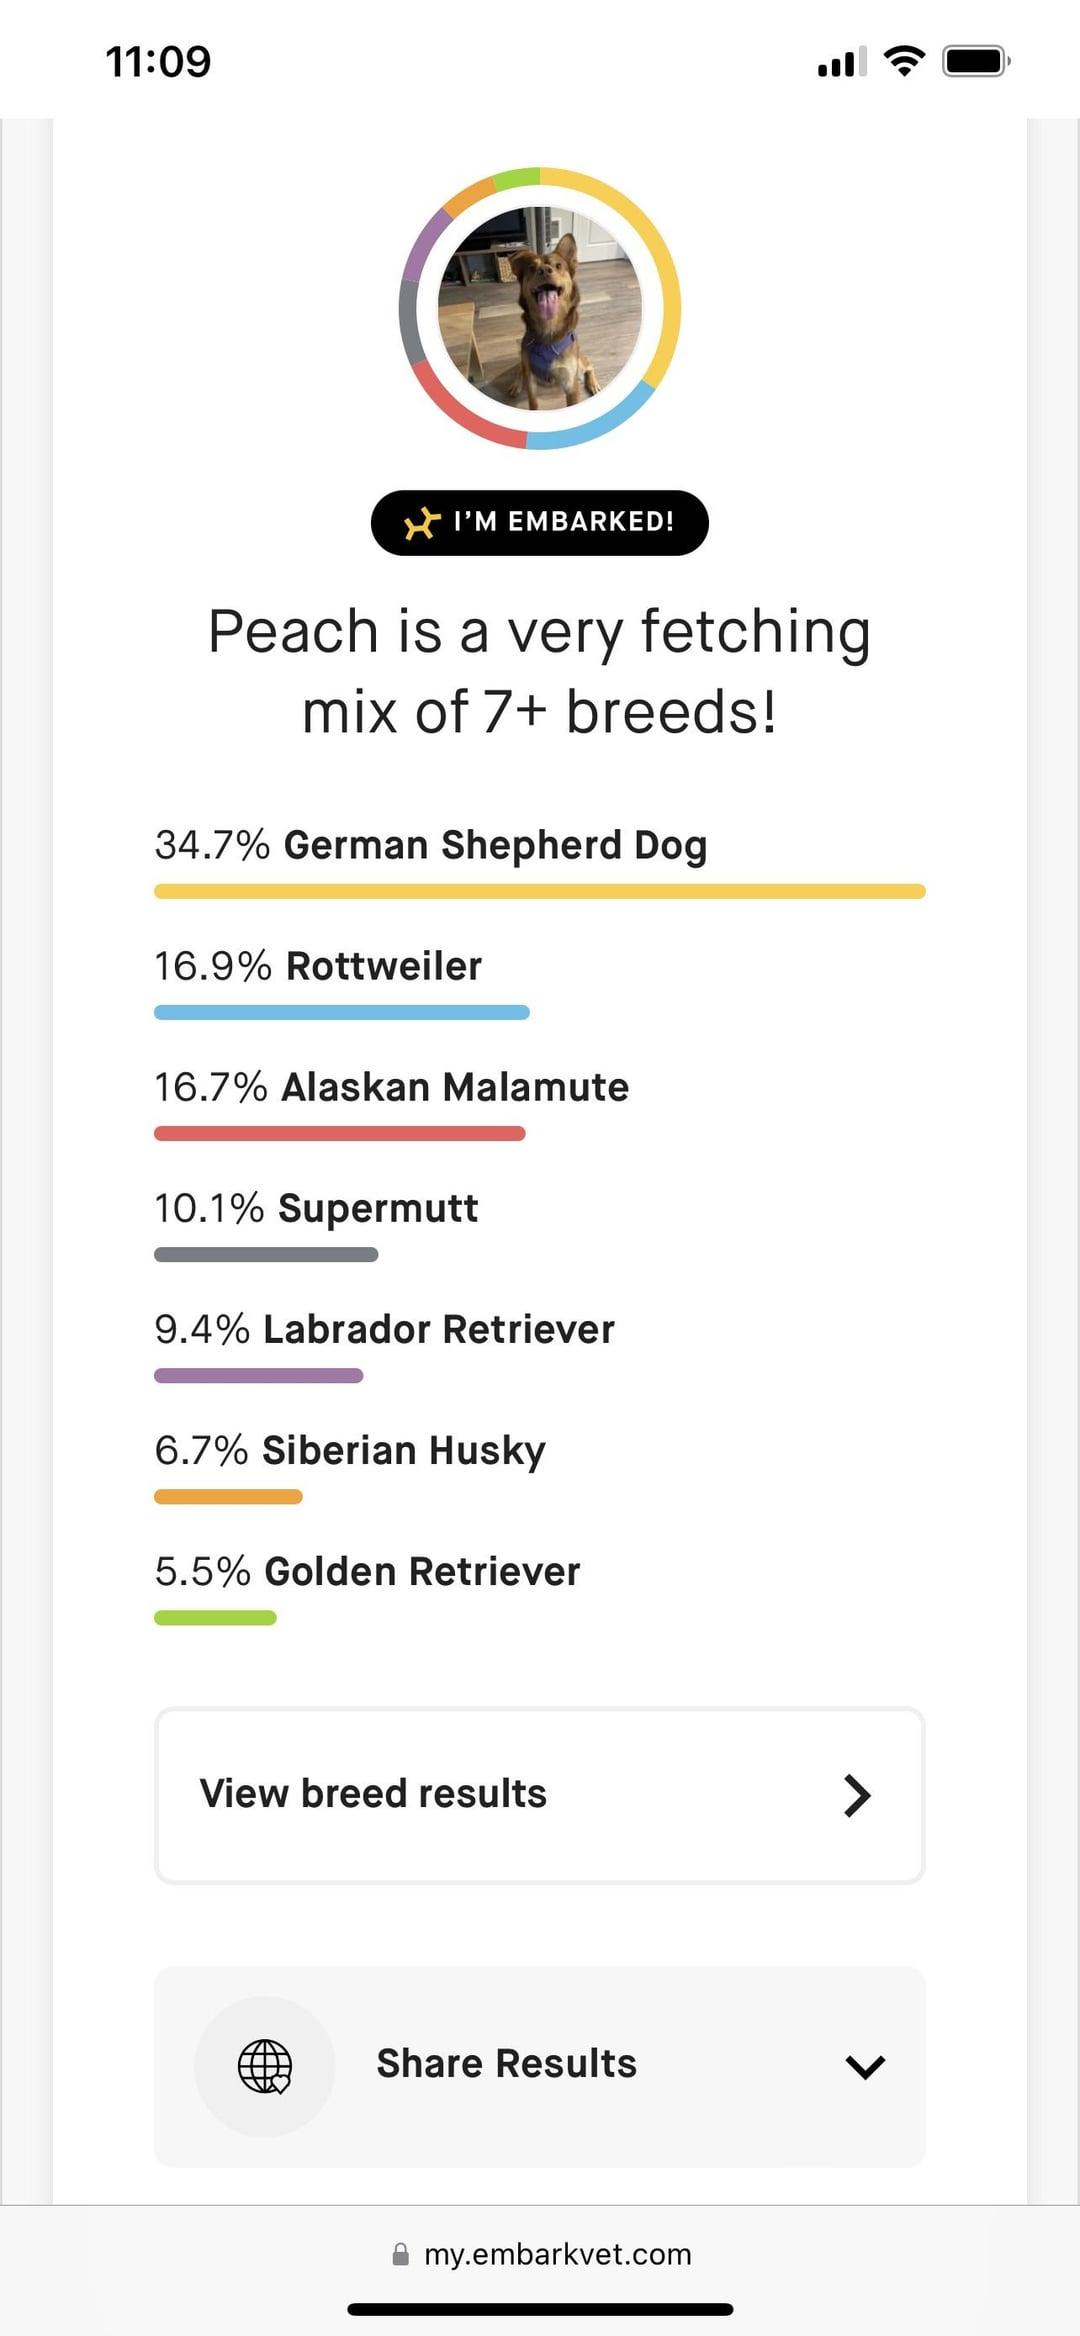 11:09
I'M EMBARKED!
Peach is a very fetching
mix of 7+ breeds!
34.7% German Shepherd Dog
16.9% Rottweiler
16.7% Alaskan Malamute
10.1% Supermutt
9.4% Labrador Retriever
6.7% Siberian Husky
5.5% Golden Retriever
View breed results
Share Results
my.embarkvet.com